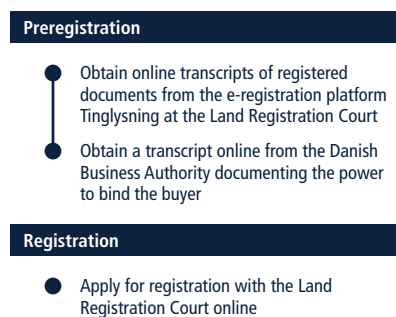 Preregistration
Obtain online transcripts of registered
documents from the e-registration platform
Tinglysning at the Land Registration Court
Obtain a transcript online from the Danish
Business Authority documenting the power
to bind the buyer
Registration
Apply for registration with the Land
Registration Court online